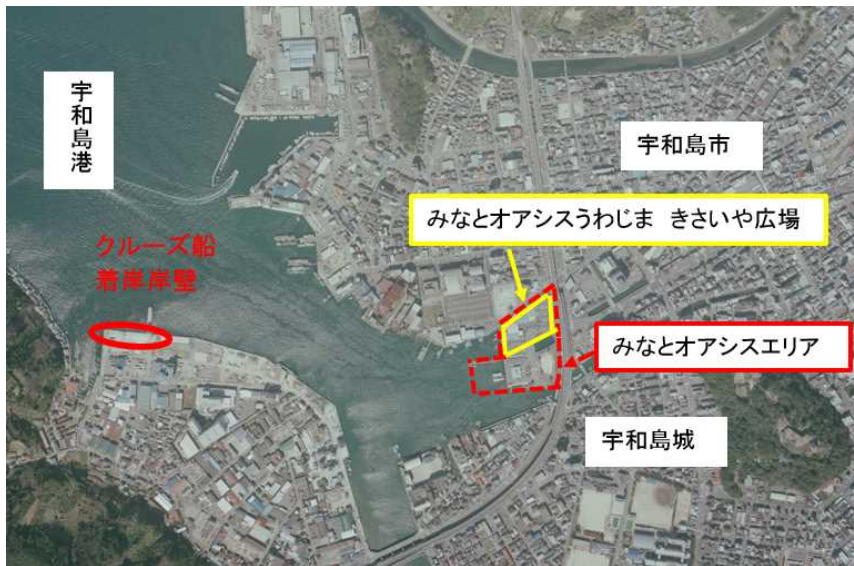 宇和島港
宇和島市
みなとオアシスうわじま きさいや広場
クルーズ船
着岸岸壁
みなとオアシスエリア
宇和島城